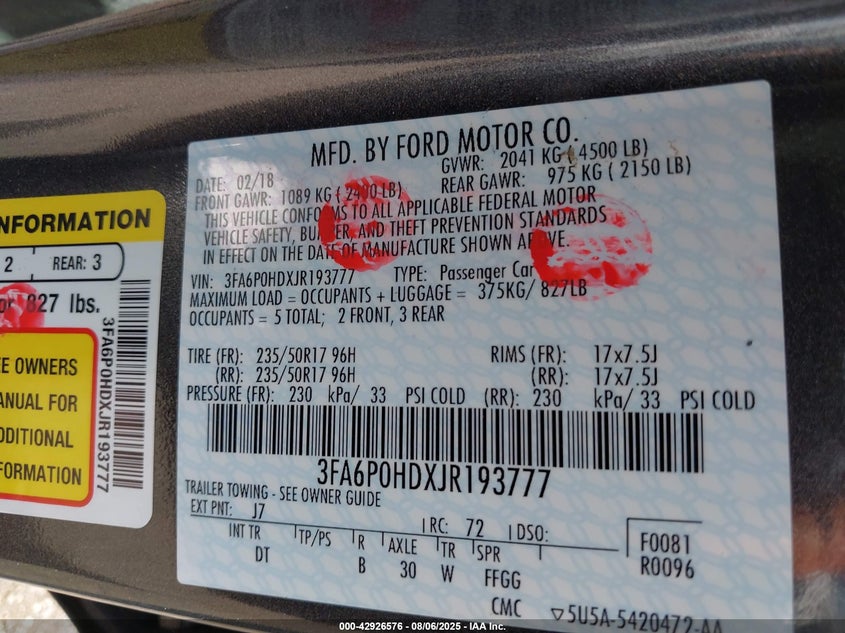 MFD. BY FORD MOTOR CO.
DATE: 02/18 GVWR: 2041 KG ( 4500 LB)
FRONT GAWR: 1089 KG ( 2400 LB) REAR GAWR: 975 KG ( 2150 LB)
THIS VEHICLE CONFORMS TO ALL APPLICABLE FEDERAL MOTOR
VEHICLE SAFETY, BUMPER, AND THEFT PREVENTION STANDARDS
IN EFFECT ON THE DATE OF MANUFACTURE SHOWN ABOVE.
VIN: 3FA6P0HDXJR193777 TYPE: Passenger Car
MAXIMUM LOAD = OCCUPANTS + LUGGAGE = 375KG/ 827LB
OCCUPANTS = 5 TOTAL; 2 FRONT, 3 REAR
TIRE (FR): 235/50R17 96H RIMS (FR): 17x7.5J
(RR): 235/50R17 96H (RR): 17x7.5J
PRESSURE (FR): 230 kPa/ 33 PSI COLD (RR): 230 kPa/ 33 PSI COLD
3FA6P0HDXJR193777
TRAILER TOWING - SEE OWNER GUIDE
EXT PNT: J7 RC: 72 DSO:
INT TR TP/PS R AXLE TR SPR
DT B 30 W FFGG
F0081
R0096
CMC ▽5U5A-5420472-AA
INFORMATION
2 REAR: 3
or 827 lbs.
3FA6P0HDXJR193777
EE OWNERS
ANUAL FOR
DDITIONAL
FORMATION
000-42926576 - 08/06/2025 - IAA Inc.